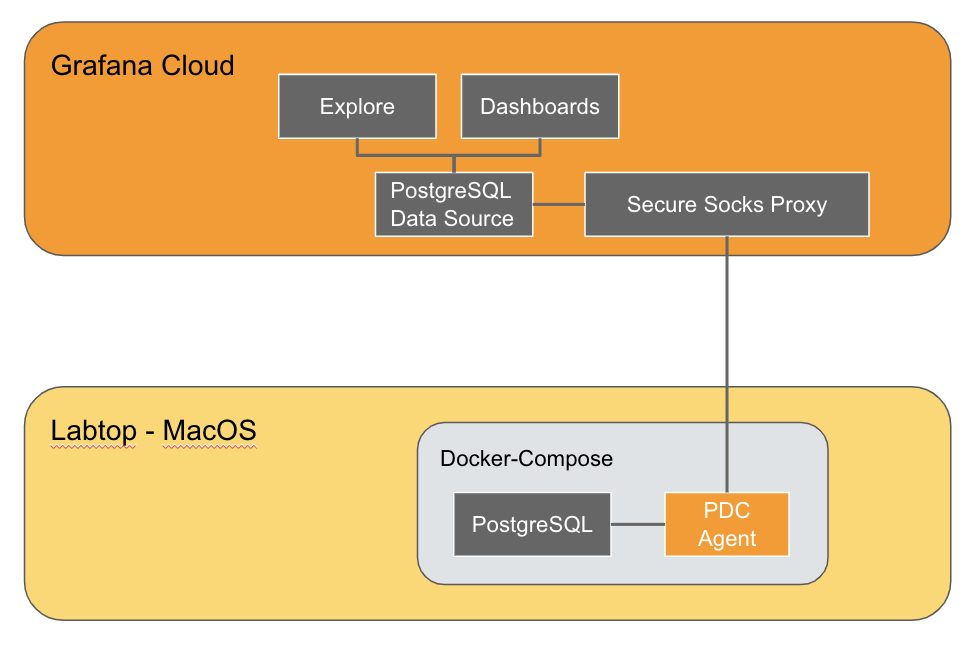 Grafana Cloud
Explore
Dashboards
PostgreSQL
Data Source
Secure Socks Proxy
Labtop - MacOS
Docker-Compose
PostgreSQL
PDC
Agent